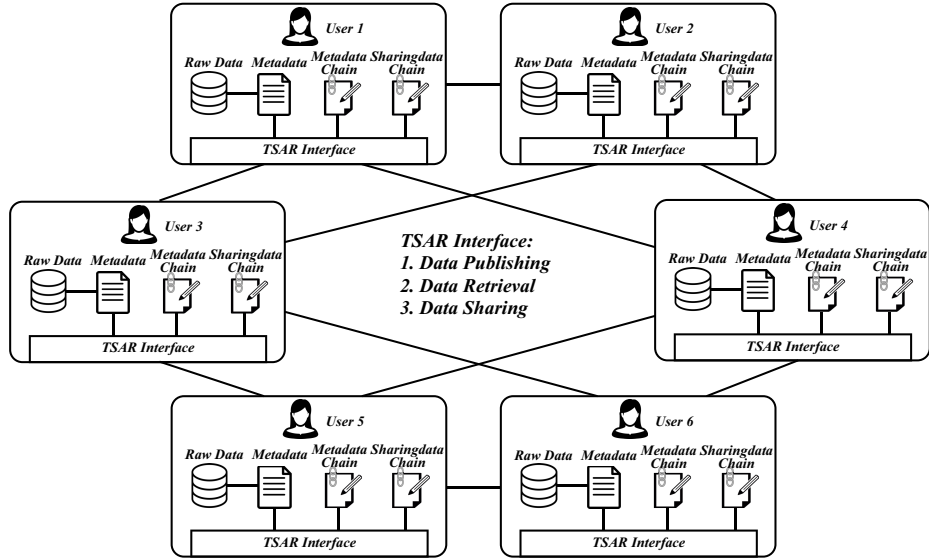 User 1
Raw Data Metadata Metadata Chain Sharingdata Chain
TSAR Interface
User 2
Raw Data Metadata Metadata Chain Sharingdata Chain
TSAR Interface
User 3
Raw Data Metadata Metadata Chain Sharingdata Chain
TSAR Interface
TSAR Interface:
1. Data Publishing
2. Data Retrieval
3. Data Sharing
User 4
Raw Data Metadata Metadata Chain Sharingdata Chain
TSAR Interface
User 5
Raw Data Metadata Metadata Chain Sharingdata Chain
TSAR Interface
User 6
Raw Data Metadata Metadata Chain Sharingdata Chain
TSAR Interface